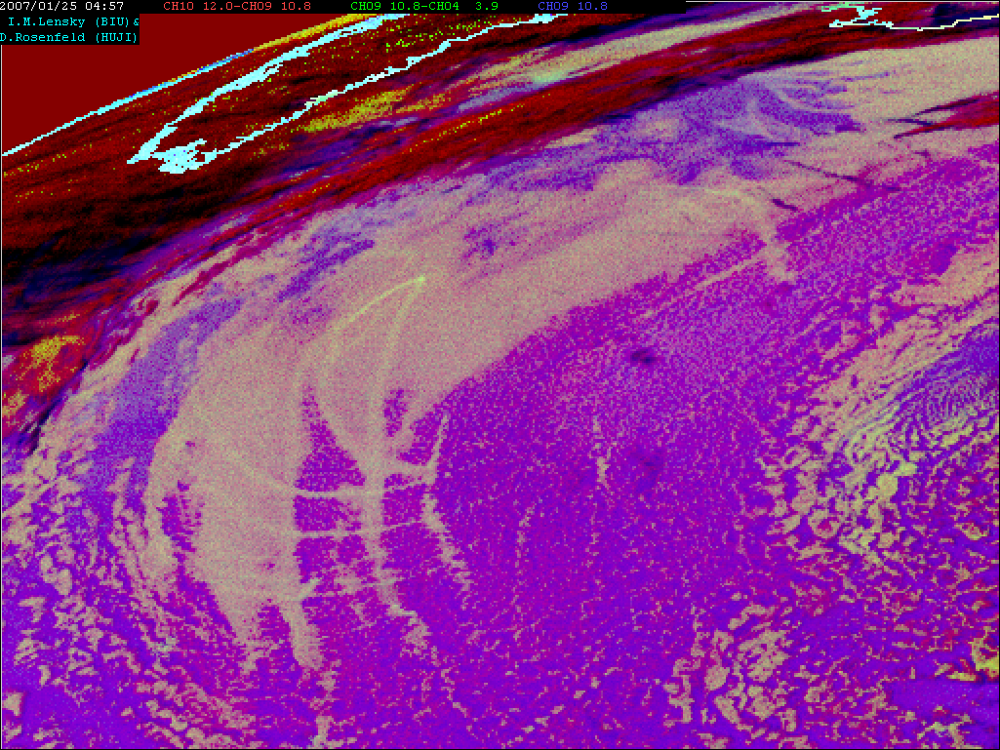 2007/01/25 04:57 CH10 12.0-CH09 10.8 CH09 10.8-CH04 3.9 CH09 10.8
I.M.Lensky (BIU)&
D.Rosenfeld (HUJI)